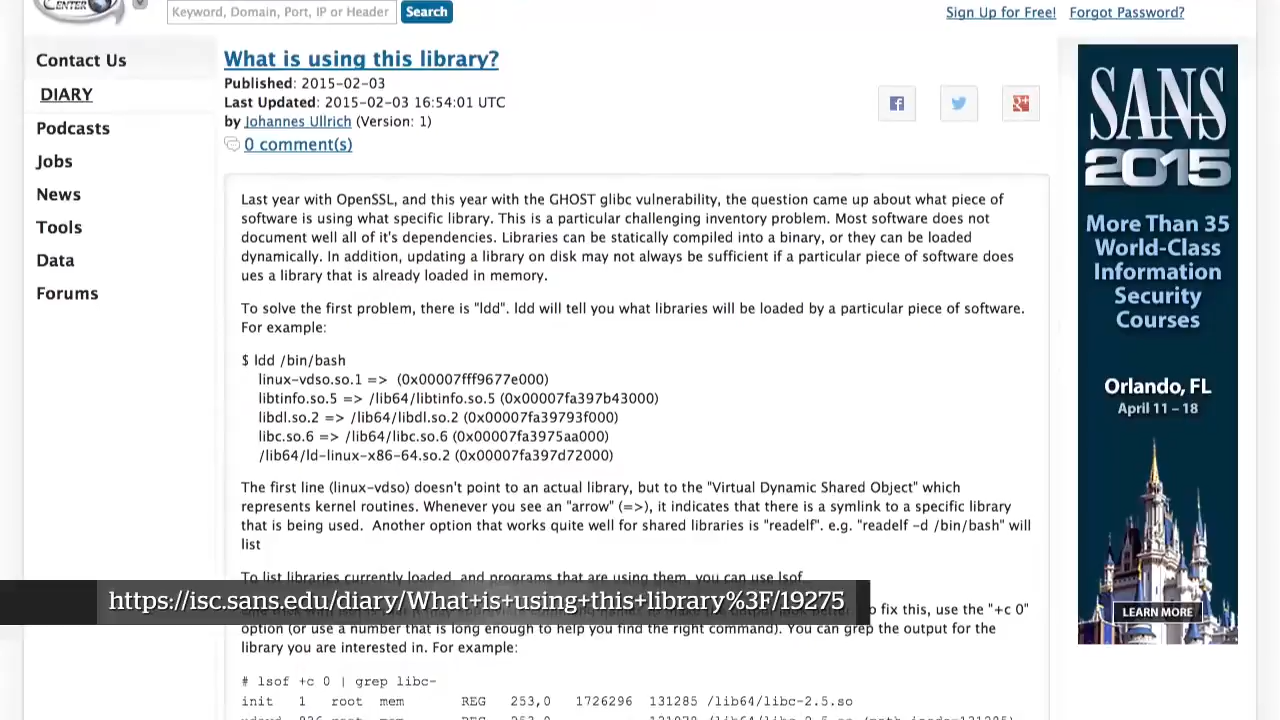 CENTER
Keyword, Domain, Port, IP or Header
Search
Sign Up for Free!
Forgot Password?
Contact Us
DIARY
Podcasts
Jobs
News
Tools
Data
Forums
What is using this library?
Published: 2015-02-03
Last Updated: 2015-02-03 16:54:01 UTC
by Johannes Ullrich (Version: 1)
0 comment(s)
Last year with OpenSSL, and this year with the GHOST glibc vulnerability, the question came up about what piece of
software is using what specific library. This is a particular challenging inventory problem. Most software does not
document well all of it's dependencies. Libraries can be statically compiled into a binary, or they can be loaded
dynamically. In addition, updating a library on disk may not always be sufficient if a particular piece of software does
ues a library that is already loaded in memory.
To solve the first problem, there is "ldd". ldd will tell you what libraries will be loaded by a particular piece of software.
For example:
$ ldd /bin/bash
linux-vdso.so.1 => (0x00007fff9677e000)
libtinfo.so.5 => /lib64/libtinfo.so.5 (0x00007fa397b43000)
libdl.so.2 => /lib64/libdl.so.2 (0x00007fa39793f000)
libc.so.6 => /lib64/libc.so.6 (0x00007fa3975aa000)
/lib64/ld-linux-x86-64.so.2 (0x00007fa397d72000)
The first line (linux-vdso) doesn't point to an actual library, but to the "Virtual Dynamic Shared Object" which
represents kernel routines. Whenever you see an "arrow" (=>), it indicates that there is a symlink to a specific library
that is being used.  Another option that works quite well for shared libraries is "readelf". e.g. "readelf -d /bin/bash" will
list
To list libraries currently loaded, and programs that are using them, you can use lsof.
https://isc.sans.edu/diary/What+is+using+this+library%3F/19275
fix this, use the "+c 0"
option (or use a number that is long enough to help you find the right command). You can grep the output for the
library you are interested in. For example:
# lsof +c 0 | grep libc-
init 1 root mem REG 253,0 1726296 131285 /lib64/libc-2.5.so
SANS
2015
More Than 35
World-Class
Information
Security
Courses
Orlando, FL
April 11 – 18
LEARN MORE